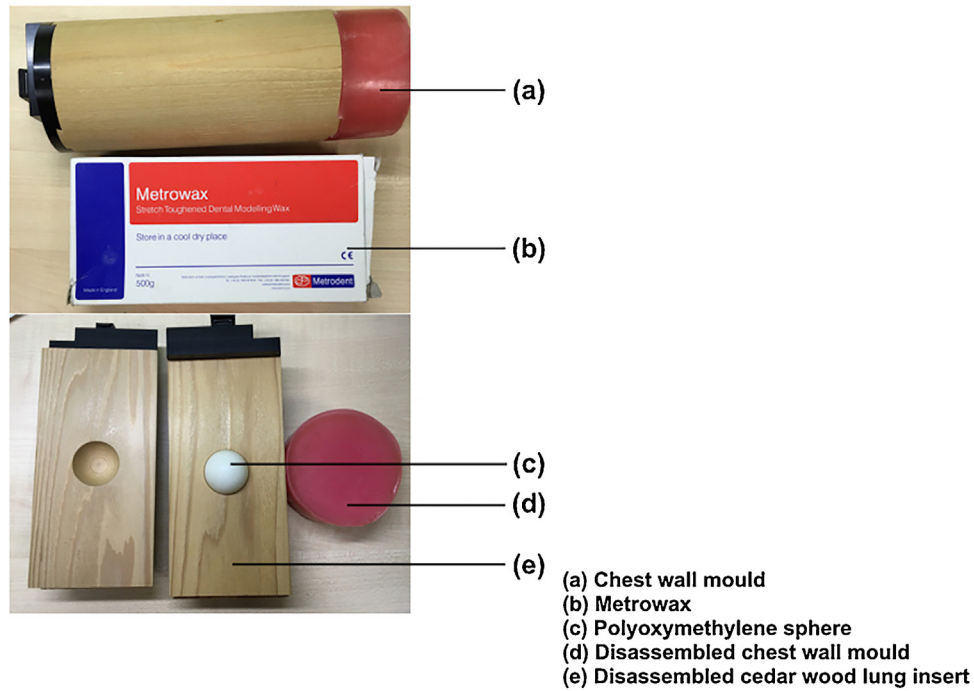 (a)
Metrowax
Stretch Toughened Dental Modelling Wax
Store in a cool dry place
(b)
CE
500g
Metrodent
Made in England
(c)
(d)
(e)
(a) Chest wall mould
(b) Metrowax
(c) Polyoxymethylene sphere
(d) Disassembled chest wall mould
(e) Disassembled cedar wood lung insert